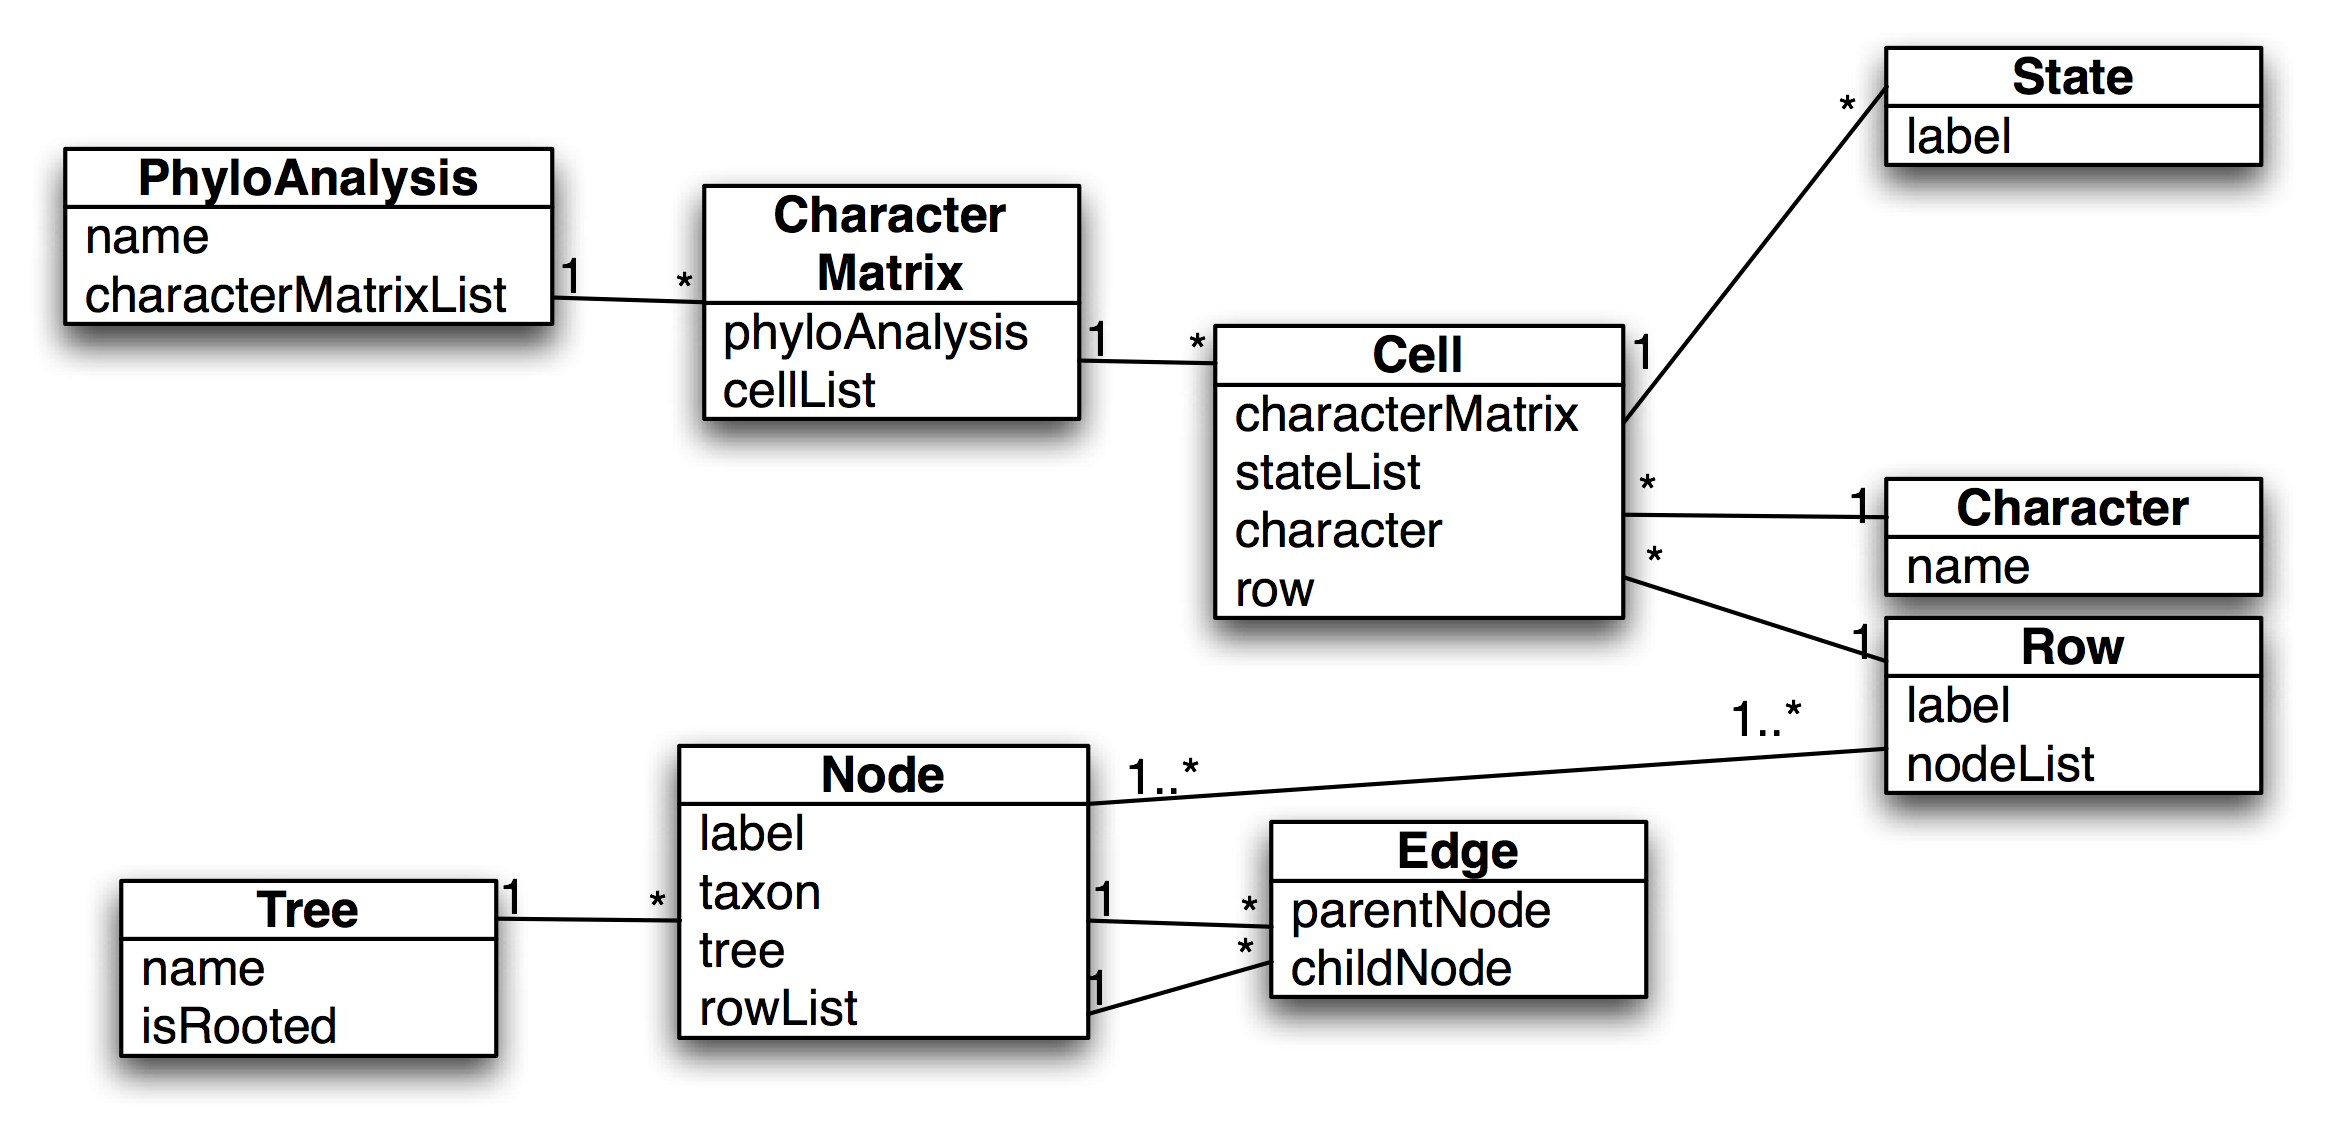 PhyloAnalysis
name
characterMatrixList
1
*
Character
Matrix
phyloAnalysis
cellList
1
*
Cell
characterMatrix
stateList
character
row
1
*
State
label
*
1
Character
name
*
1
Row
label
nodeList
1..*
1..*
Node
label
taxon
tree
rowList
1
*
Tree
name
isRooted
1
*
1
*
Edge
parentNode
childNode